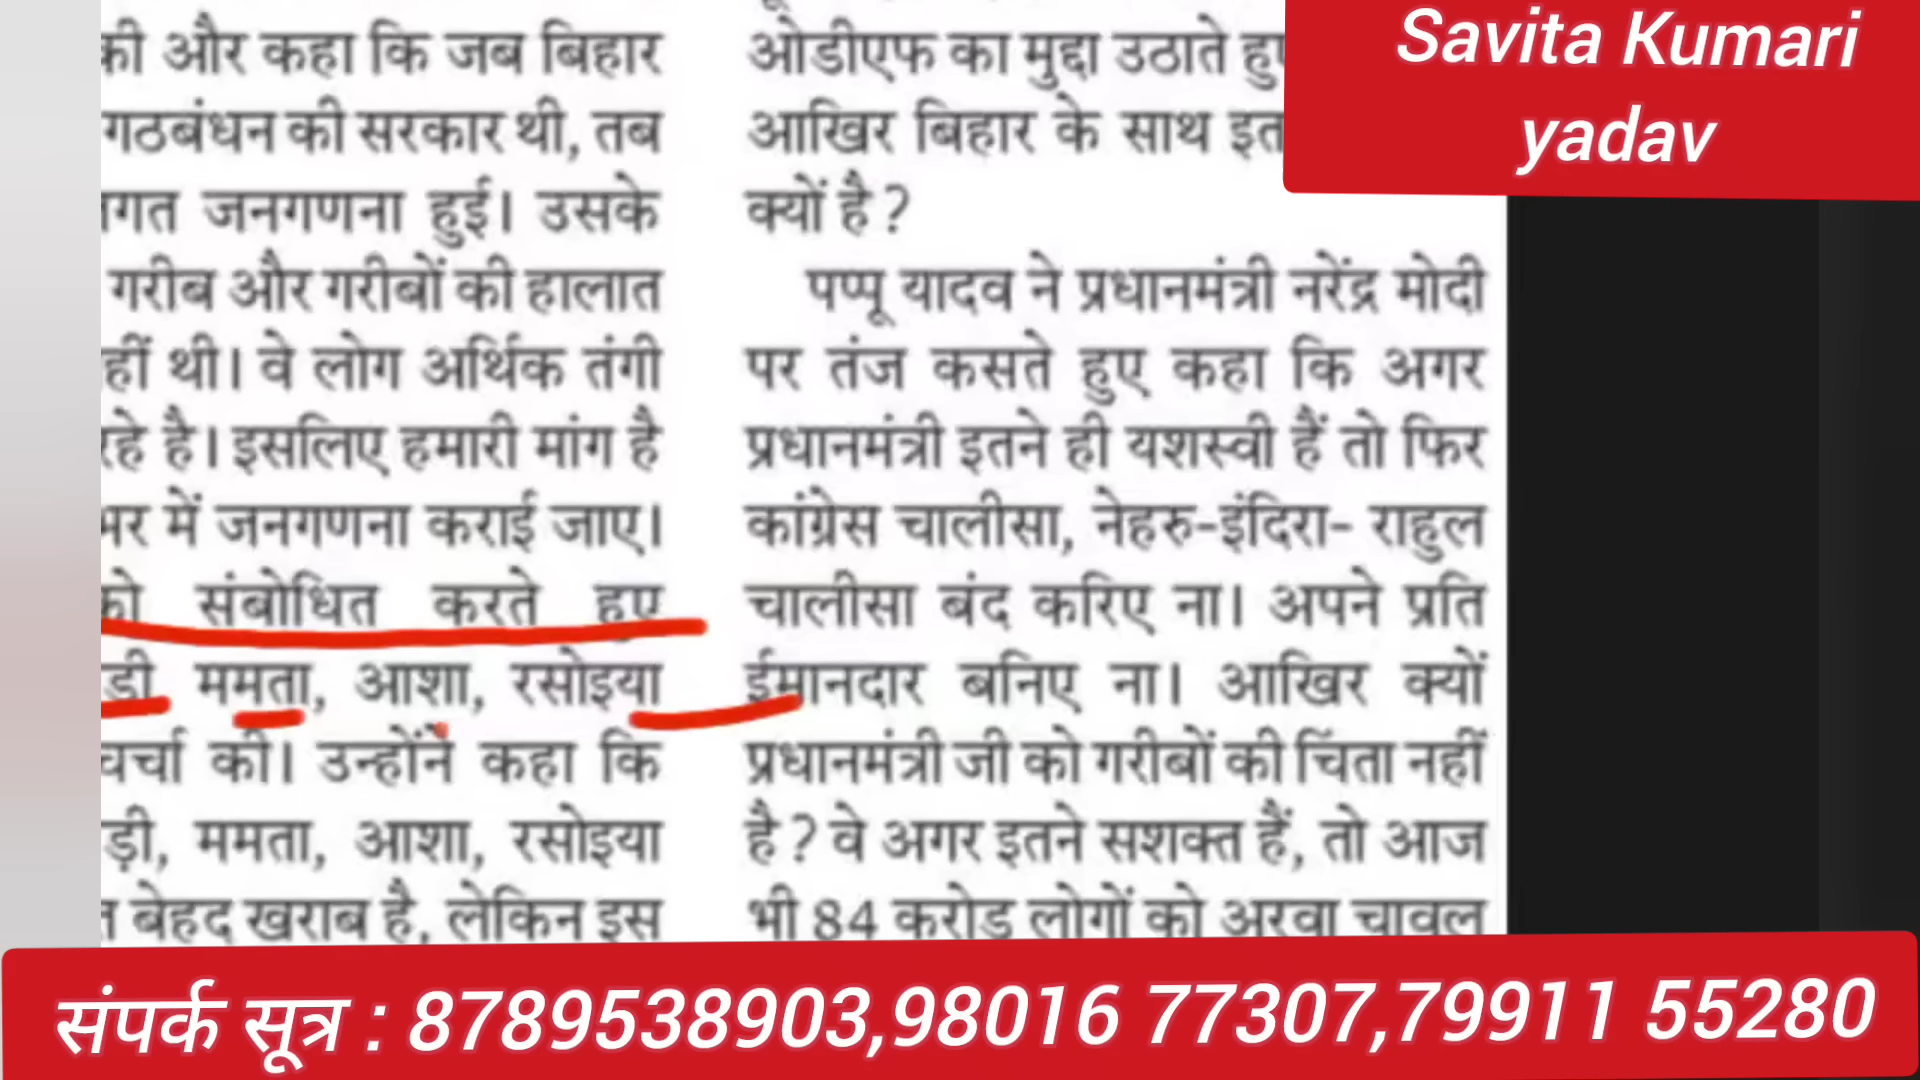 की और कहा कि जब बिहार
गठबंधन की सरकार थी, तब
गत जनगणना हुई। उसके
गरीब और गरीबों की हालात
हीं थी। वे लोग अर्थिक तंगी
रहे है। इसलिए हमारी मांग है
भर में जनगणना कराई जाए।
को संबोधित करते हुए
ड़ी ममता, आशा, रसोइया
चर्चा की। उन्होंने कहा कि
ड़ी, ममता, आशा, रसोइया
त बेहद खराब है, लेकिन इस
ओडीएफ का मुद्दा उठाते हुए
आखिर बिहार के साथ इत
क्यों है?
पप्पू यादव ने प्रधानमंत्री नरेंद्र मोदी
पर तंज कसते हुए कहा कि अगर
प्रधानमंत्री इतने ही यशस्वी हैं तो फिर
कांग्रेस चालीसा, नेहरु-इंदिरा- राहुल
चालीसा बंद करिए ना। अपने प्रति
ईमानदार बनिए ना। आखिर क्यों
प्रधानमंत्री जी को गरीबों की चिंता नहीं
है? वे अगर इतने सशक्त हैं, तो आज
भी 84 करोड़ लोगों को अरवा चावल
Savita Kumari
yadav
संपर्क सूत्र : 8789538903,98016 77307,79911 55280